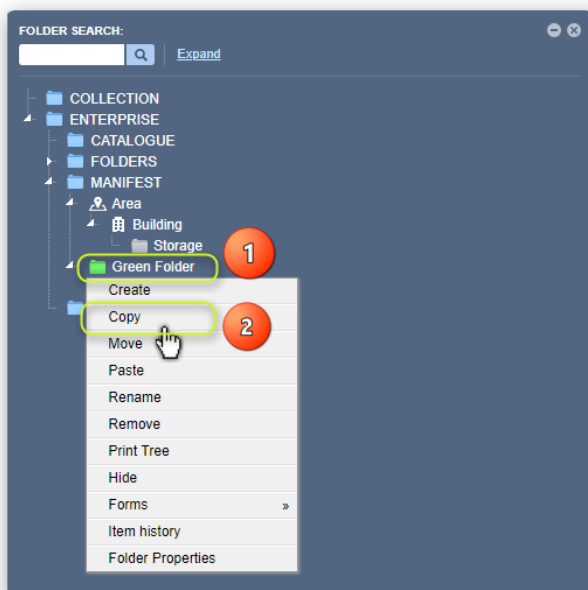 FOLDER SEARCH:
Expand
COLLECTION
ENTERPRISE
CATALOGUE
FOLDERS
MANIFEST
Area
Building
Storage
1
Green Folder
Create
Copy
2
Move
Paste
Rename
Remove
Print Tree
Hide
Forms »
Item history
Folder Properties